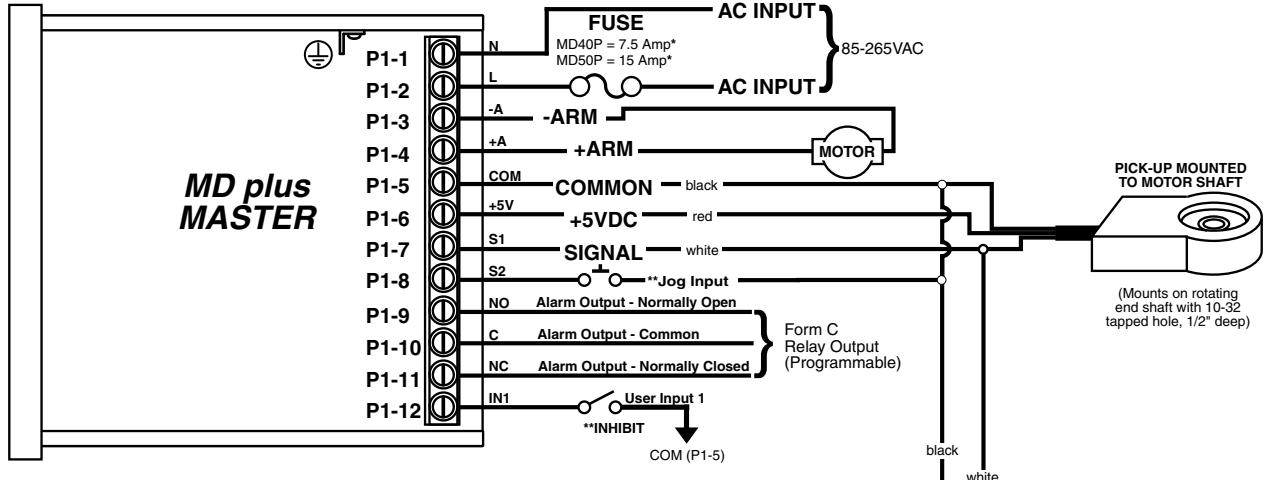 MD plus
MASTER
P1-1
P1-2
P1-3
P1-4
P1-5
P1-6
P1-7
P1-8
P1-9
P1-10
P1-11
P1-12
N
L
-A
+A
COM
+5V
S1
S2
NO
C
NC
IN1
AC INPUT
FUSE
MD40P = 7.5 Amp*
MD50P = 15 Amp*
AC INPUT
85-265VAC
-ARM
+ARM
MOTOR
COMMON
black
+5VDC
red
SIGNAL
white
**Jog Input
Alarm Output - Normally Open
Alarm Output - Common
Alarm Output - Normally Closed
Form C
Relay Output
(Programmable)
User Input 1
**INHIBIT
COM (P1-5)
PICK-UP MOUNTED
TO MOTOR SHAFT
(Mounts on rotating
end shaft with 10-32
tapped hole, 1/2" deep)
black
white